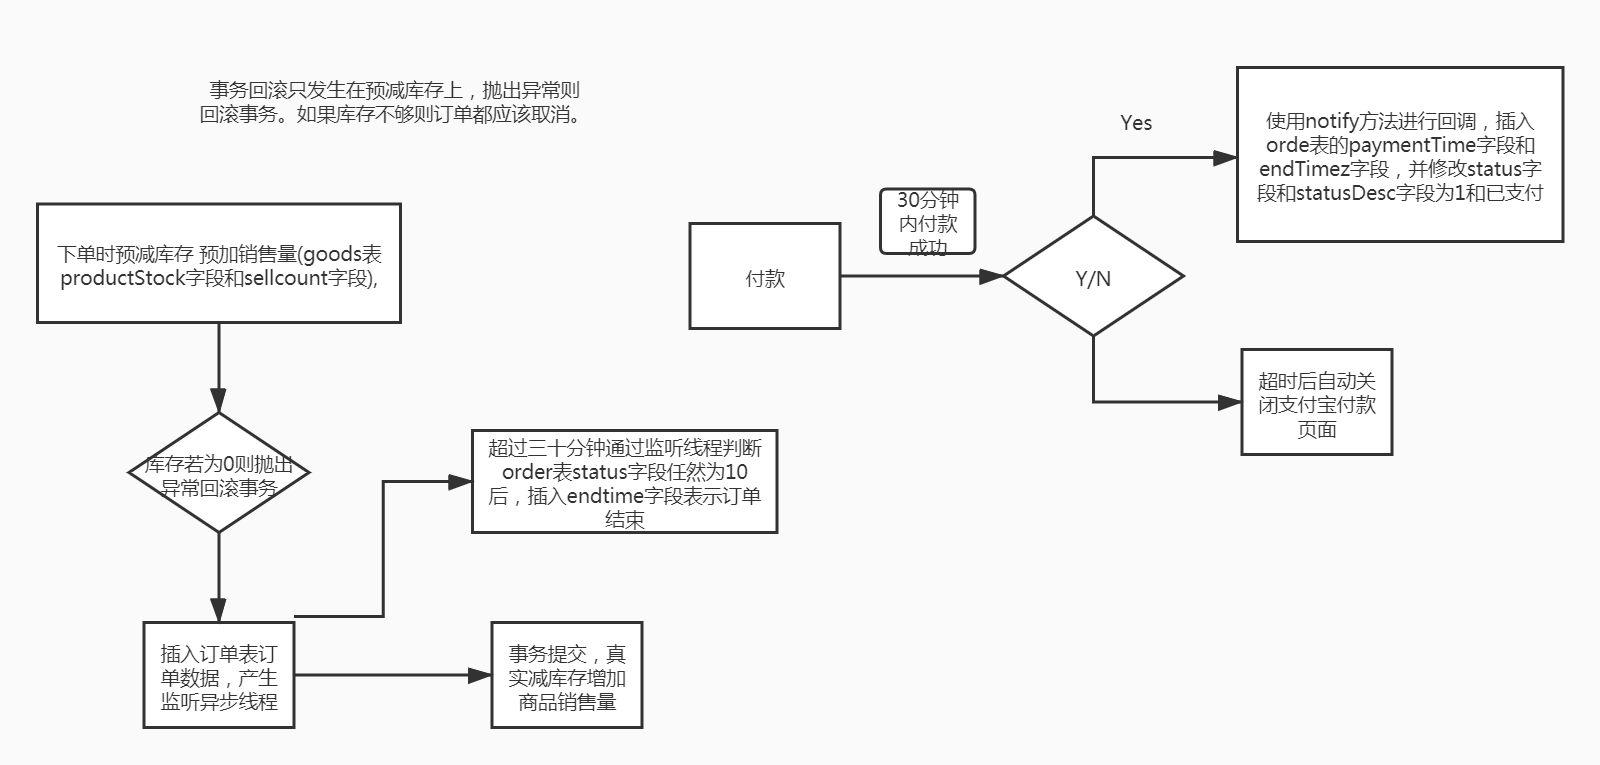 事务回滚只发生在预减库存上，抛出异常则
回滚事务。如果库存不够则订单都应该取消。
下单时预减库存 预加销售量(goods表
productStock字段和sellcount字段),
库存若为0则抛出
异常回滚事务
插入订单表订
单数据，产生
监听异步线程
超过三十分钟通过监听线程判断
order表status字段任然为10
后，插入endtime字段表示订单
结束
事务提交，真
实减库存增加
商品销售量
付款
30分钟
内付款
成功
Y/N
Yes
使用notify方法进行回调，插入
orde表的paymentTime字段和
endTimez字段，并修改status字
段和statusDesc字段为1和已支付
超时后自动关
闭支付宝付款
页面